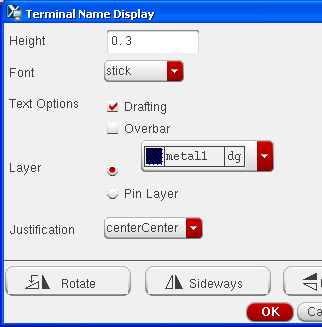 Terminal Name Display
Height 0.3
Font stick
Text Options Drafting
Overbar
metal1 dg
Layer
Pin Layer
Justification centerCenter
Rotate Sideways
OK